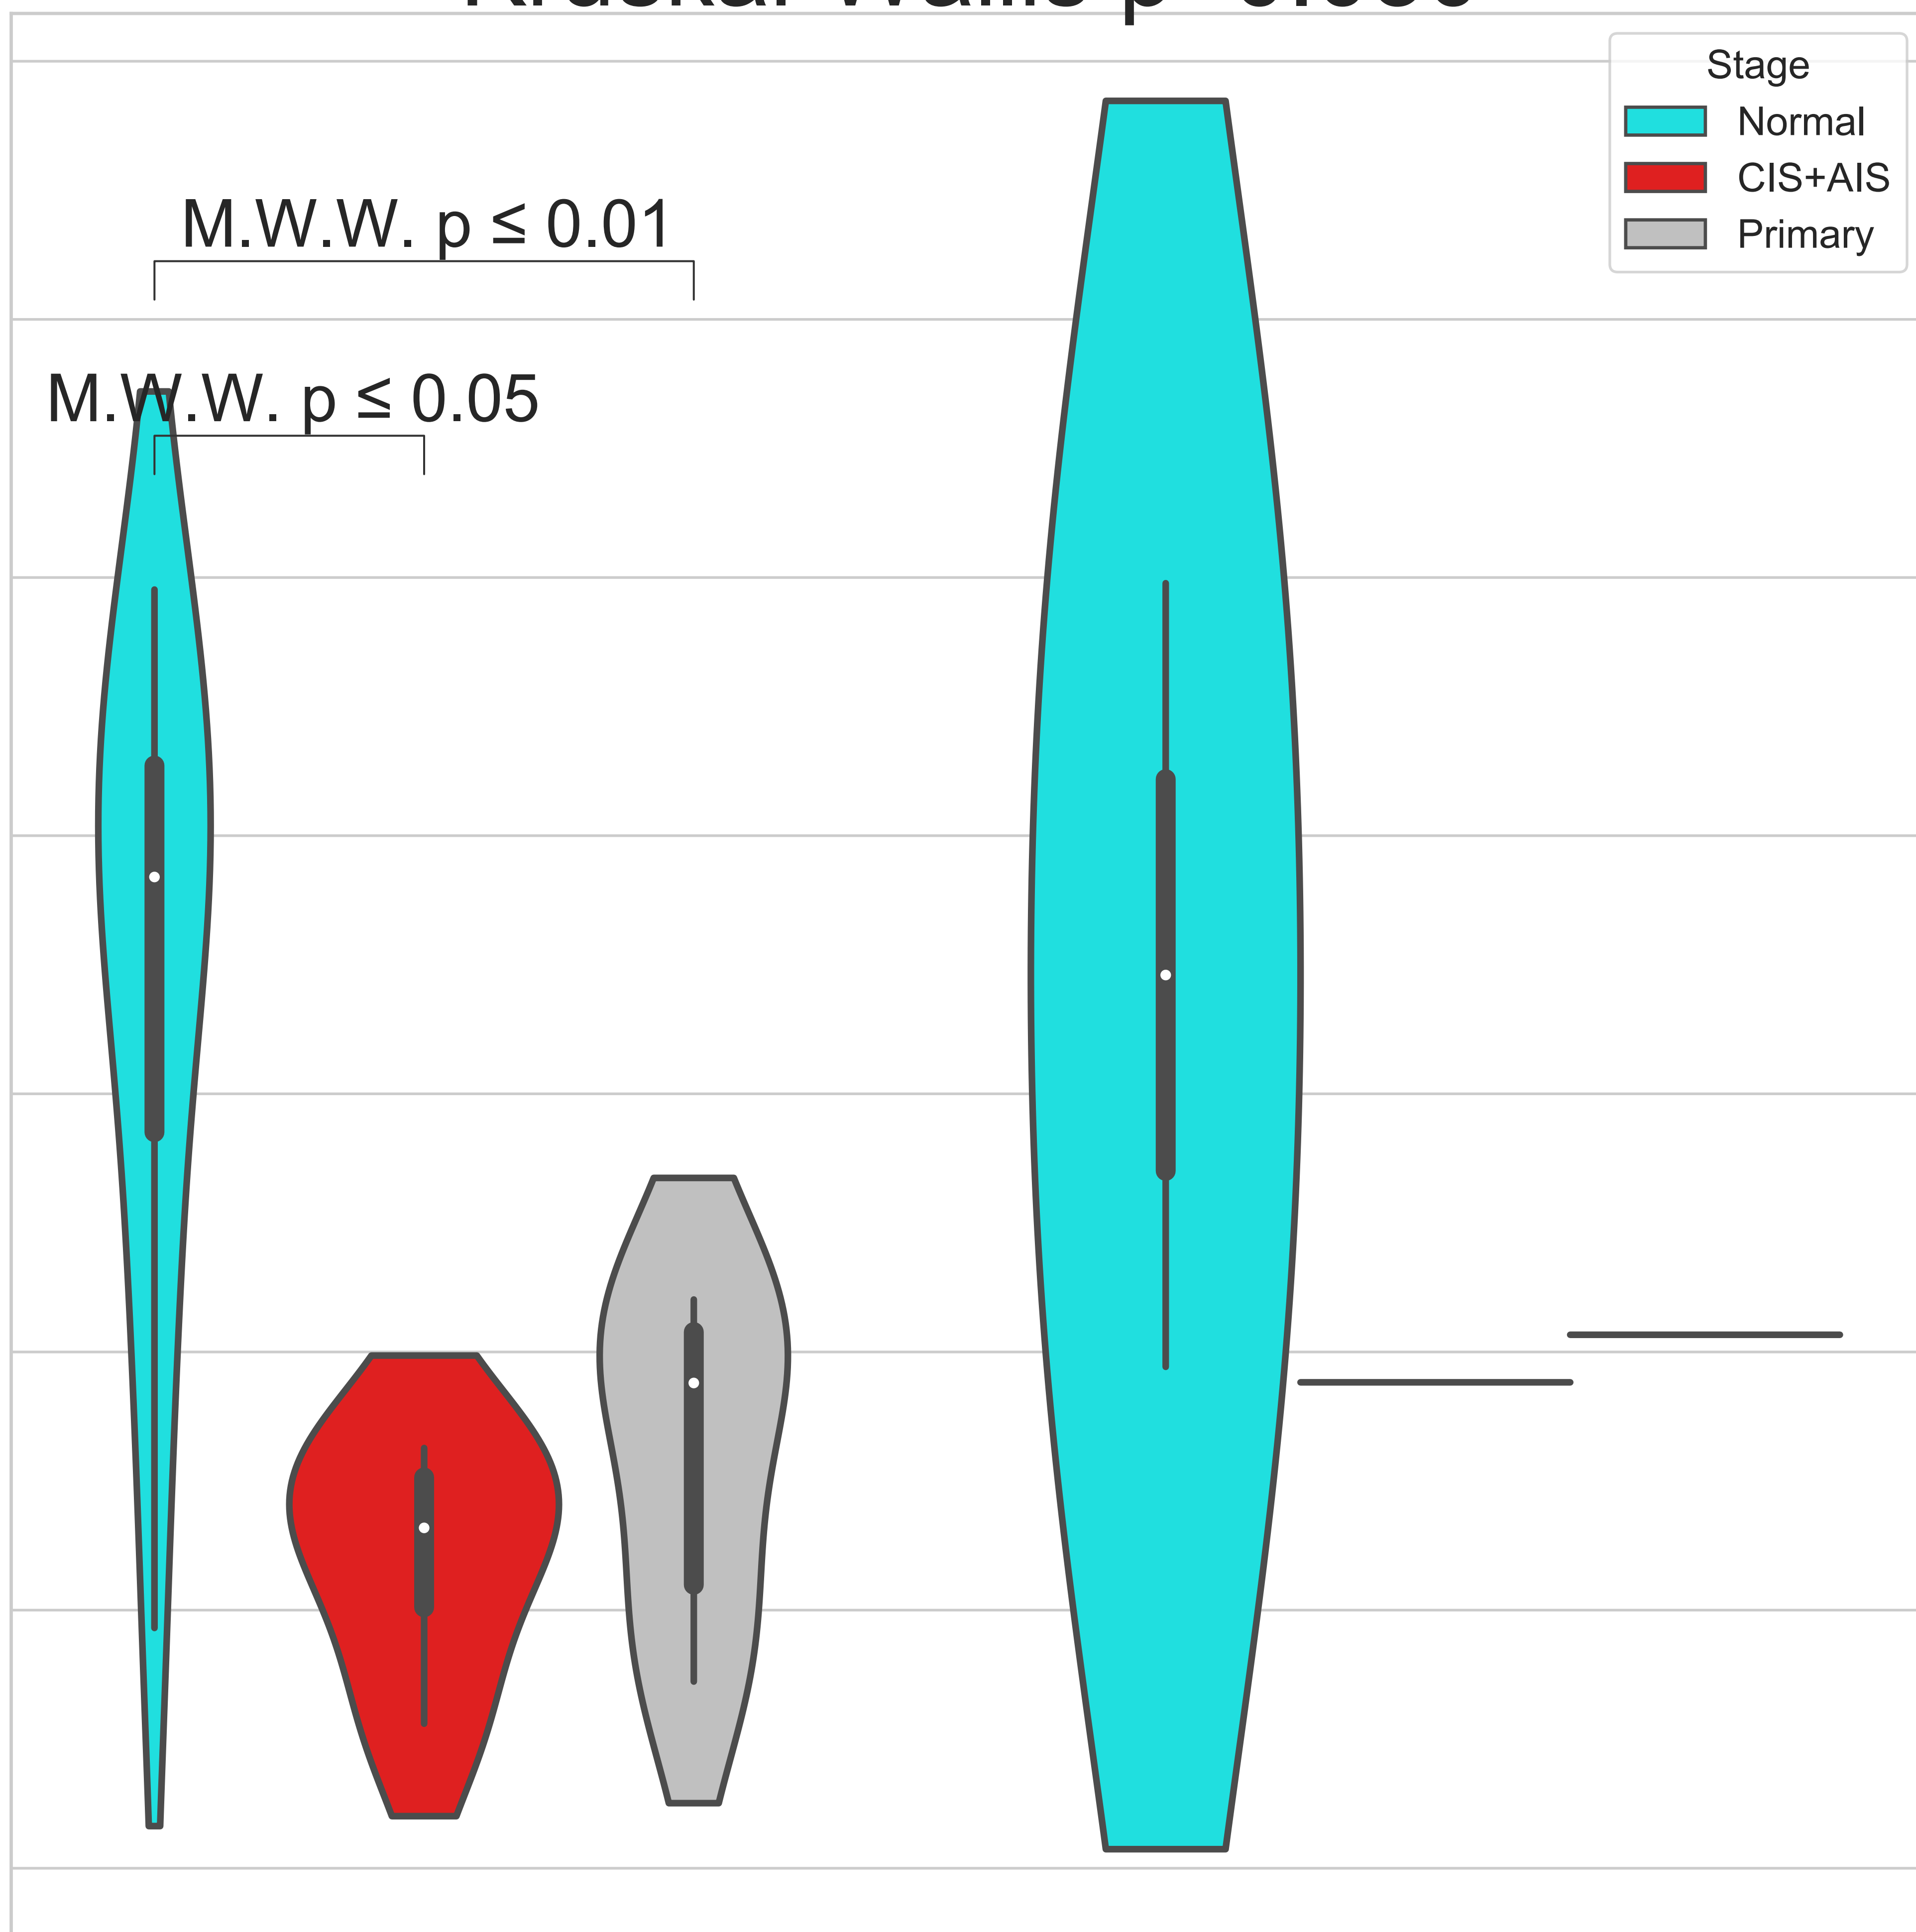 Stage
Normal
CIS+AIS
Primary
M.W.W. p ≤ 0.01
M.W.W. p ≤ 0.05